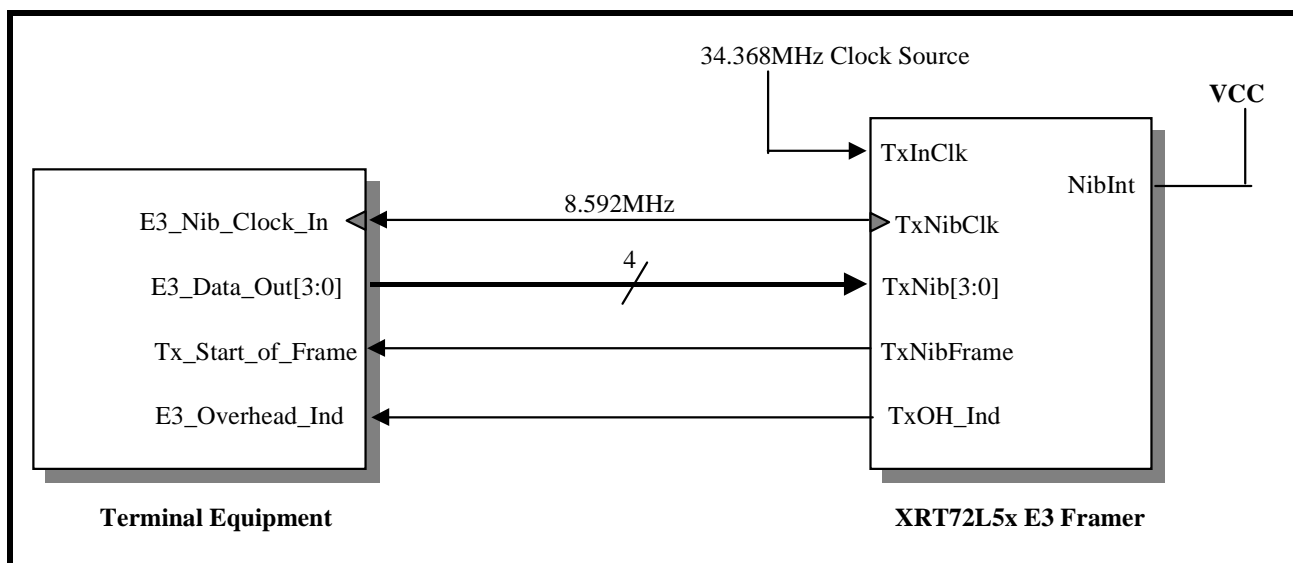 34.368MHz Clock Source
VCC
TxInClk
NibInt
8.592MHz
E3_Nib_Clock_In
TxNibClk
4
E3_Data_Out[3:0]
TxNib[3:0]
Tx_Start_of_Frame
TxNibFrame
E3_Overhead_Ind
TxOH_Ind
Terminal Equipment
XRT72L5x E3 Framer